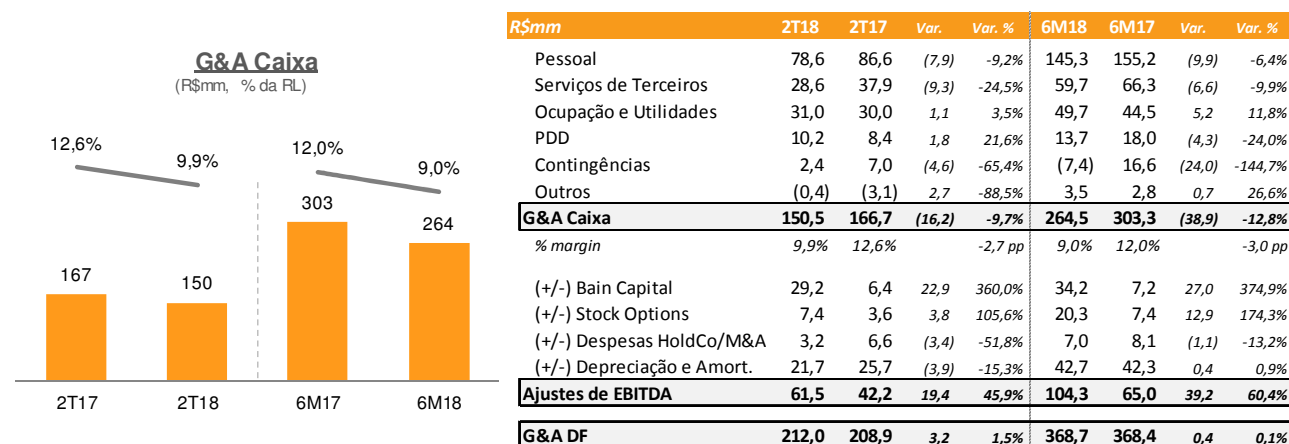 G&A Caixa
(R$mm, % da RL)
12,6%
9,9%
12,0%
9,0%
167
150
303
264
2T17
2T18
6M17
6M18
R$mm 2T18 2T17 Var. Var. % 6M18 6M17 Var. Var. %
Pessoal 78,6 86,6 (7,9) -9,2% 145,3 155,2 (9,9) -6,4%
Serviços de Terceiros 28,6 37,9 (9,3) -24,5% 59,7 66,3 (6,6) -9,9%
Ocupação e Utilidades 31,0 30,0 1,1 3,5% 49,7 44,5 5,2 11,8%
PDD 10,2 8,4 1,8 21,6% 13,7 18,0 (4,3) -24,0%
Contingências 2,4 7,0 (4,6) -65,4% (7,4) 16,6 (24,0) -144,7%
Outros (0,4) (3,1) 2,7 -88,5% 3,5 2,8 0,7 26,6%
G&A Caixa 150,5 166,7 (16,2) -9,7% 264,5 303,3 (38,9) -12,8%
% margin 9,9% 12,6% -2,7 pp 9,0% 12,0% -3,0 pp
(+/-) Bain Capital 29,2 6,4 22,9 360,0% 34,2 7,2 27,0 374,9%
(+/-) Stock Options 7,4 3,6 3,8 105,6% 20,3 7,4 12,9 174,3%
(+/-) Despesas HoldCo/M&A 3,2 6,6 (3,4) -51,8% 7,0 8,1 (1,1) -13,2%
(+/-) Depreciação e Amort. 21,7 25,7 (3,9) -15,3% 42,7 42,3 0,4 0,9%
Ajustes de EBITDA 61,5 42,2 19,4 45,9% 104,3 65,0 39,2 60,4%
G&A DF 212,0 208,9 3,2 1,5% 368,7 368,4 0,4 0,1%